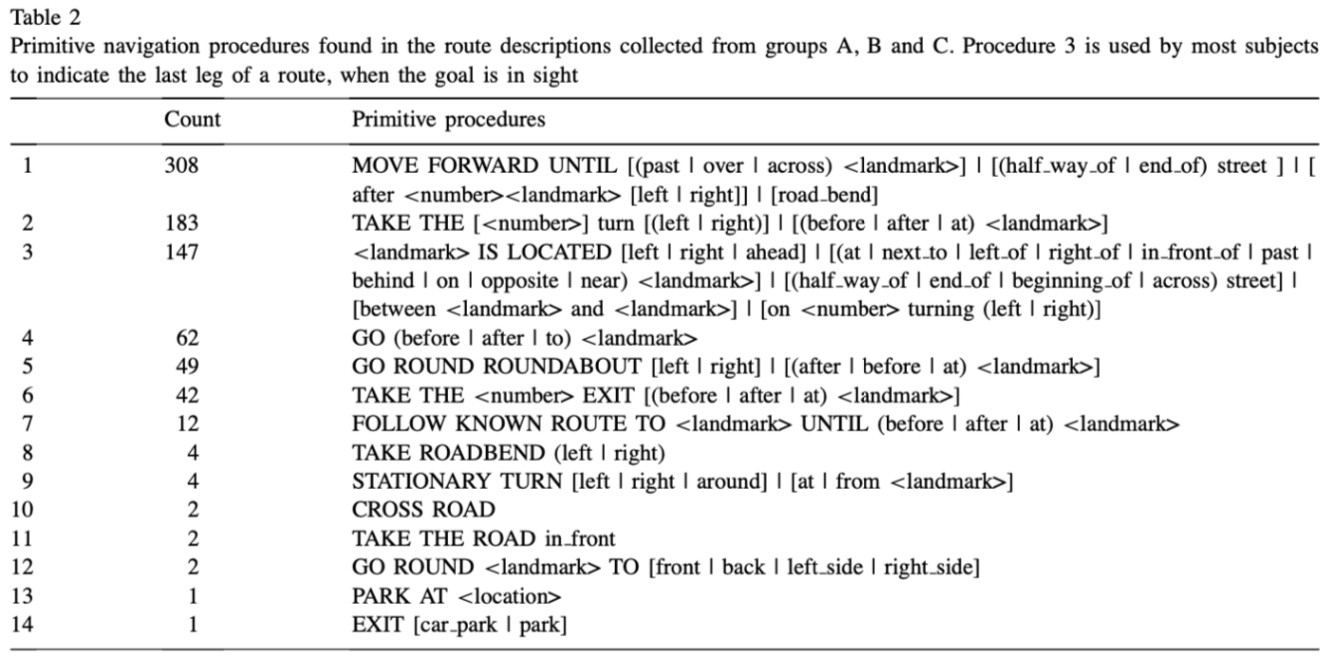 Table 2
Primitive navigation procedures found in the route descriptions collected from groups A, B and C. Procedure 3 is used by most subjects
to indicate the last leg of a route, when the goal is in sight
Count Primitive procedures
1 308 MOVE FORWARD UNTIL [(past | over | across) <landmark>] | [(half_way_of | end_of) street ] | [
after <number><landmark> [left | right]] | [road_bend]
2 183 TAKE THE [<number>] turn [(left | right)] | [(before | after | at) <landmark>]
3 147 <landmark> IS LOCATED [left | right | ahead] | [(at | next_to | left_of | right_of | in_front_of | past |
behind | on | opposite | near) <landmark>] | [(half_way_of | end_of | beginning_of | across) street] |
[between <landmark> and <landmark>] | [on <number> turning (left | right)]
4 62 GO (before | after | to) <landmark>
5 49 GO ROUND ROUNDABOUT [left | right] | [(after | before | at) <landmark>]
6 42 TAKE THE <number> EXIT [(before | after | at) <landmark>]
7 12 FOLLOW KNOWN ROUTE TO <landmark> UNTIL (before | after | at) <landmark>
8 4 TAKE ROADBEND (left | right)
9 4 STATIONARY TURN [left | right | around] | [at | from <landmark>]
10 2 CROSS ROAD
11 2 TAKE THE ROAD in_front
12 2 GO ROUND <landmark> TO [front | back | left_side | right_side]
13 1 PARK AT <location>
14 1 EXIT [car_park | park]